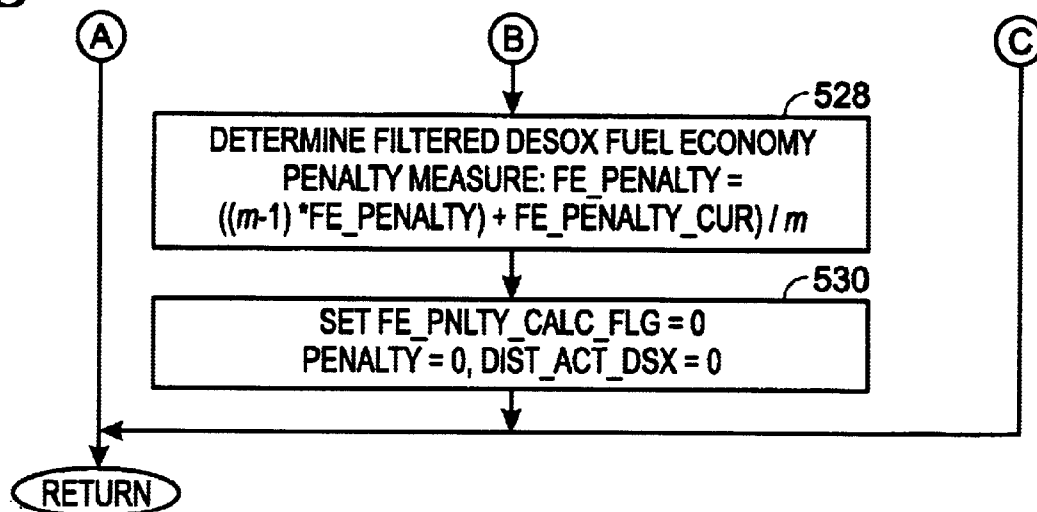 A
B
C
528
DETERMINE FILTERED DESOX FUEL ECONOMY
PENALTY MEASURE: FE_PENALTY =
((m-1) *FE_PENALTY) + FE_PENALTY_CUR) / m
530
SET FE_PNLTY_CALC_FLG = 0
PENALTY = 0, DIST_ACT_DSX = 0
RETURN